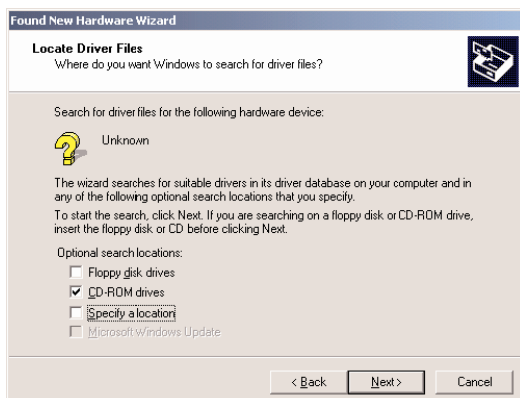 Found New Hardware Wizard
Locate Driver Files
Where do you want Windows to search for driver files?
Search for driver files for the following hardware device:
Unknown
The wizard searches for suitable drivers in its driver database on your computer and in
any of the following optional search locations that you specify.
To start the search, click Next. If you are searching on a floppy disk or CD-ROM drive,
insert the floppy disk or CD before clicking Next.
Optional search locations:
Floppy disk drives
CD-ROM drives
Specify a location
Microsoft Windows Update
< Back
Next >
Cancel